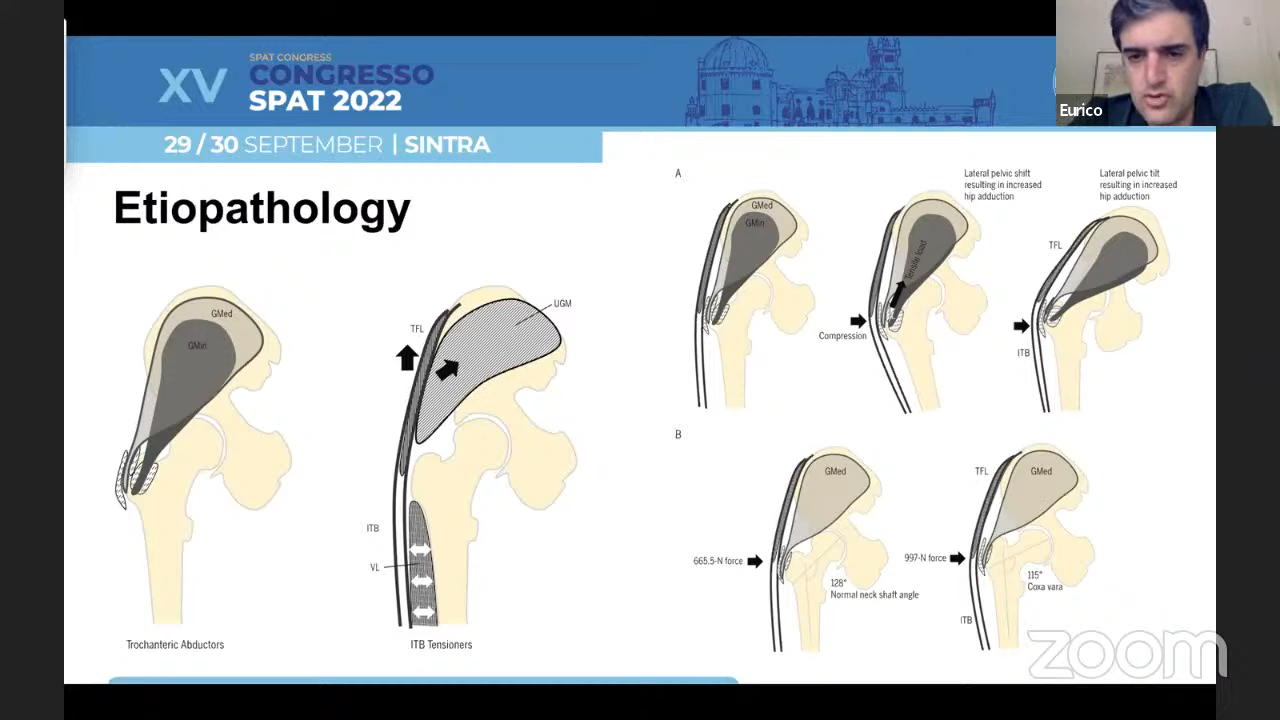 SPAT CONGRESS
XV CONGRESSO
SPAT 2022
29 / 30 SEPTEMBER | SINTRA
Eurico
Etiopathology
GMed
GMin
Trochanteric Abductors
UGM
TFL
ITB
VL
ITB Tensioners
A
GMed
GMin
Lateral pelvic shift
resulting in increased
hip adduction
Tensile load
Compression
Lateral pelvic tilt
resulting in increased
hip adduction
TFL
ITB
B
GMed
665.5-N force
128°
Normal neck shaft angle
TFL
GMed
997-N force
115°
Coxa vara
ITB
zoom